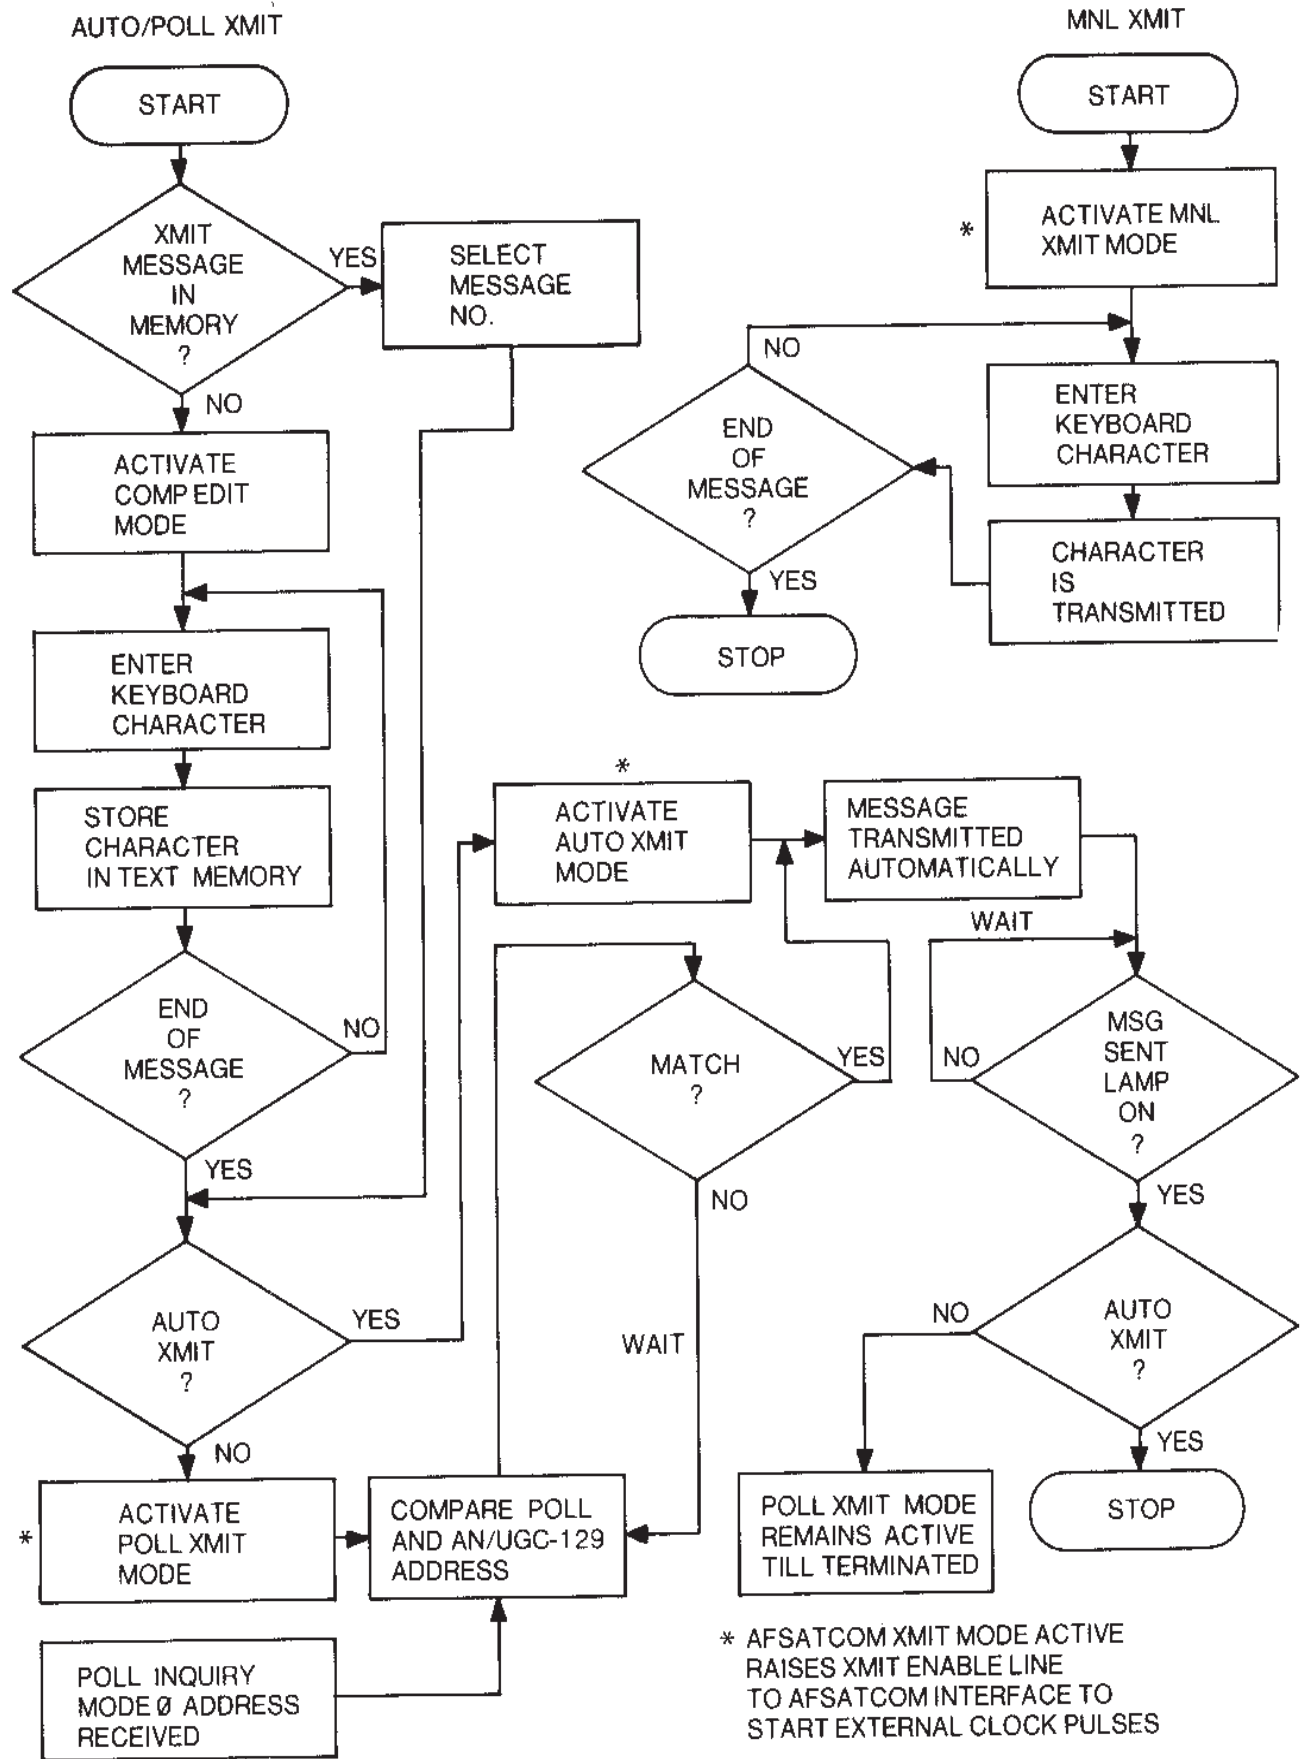 AUTO/POLL XMIT
START
XMIT
MESSAGE
IN
MEMORY
?
YES
SELECT
MESSAGE
NO.
NO
ACTIVATE
COMP EDIT
MODE
ENTER
KEYBOARD
CHARACTER
STORE
CHARACTER
IN TEXT MEMORY
END
OF
MESSAGE
?
NO
YES
AUTO
XMIT
?
YES
NO
*
ACTIVATE
POLL XMIT
MODE
POLL INQUIRY
MODE Ø ADDRESS
RECEIVED
COMPARE POLL
AND AN/UGC-129
ADDRESS
MATCH
?
YES
NO
WAIT
*
ACTIVATE
AUTO XMIT
MODE
MESSAGE
TRANSMITTED
AUTOMATICALLY
WAIT
MSG
SENT
LAMP
ON
?
NO
YES
AUTO
XMIT
?
NO
YES
STOP
POLL XMIT MODE
REMAINS ACTIVE
TILL TERMINATED
MNL XMIT
START
*
ACTIVATE MNL
XMIT MODE
ENTER
KEYBOARD
CHARACTER
CHARACTER
IS
TRANSMITTED
END
OF
MESSAGE
?
NO
YES
STOP
* AFSATCOM XMIT MODE ACTIVE
RAISES XMIT ENABLE LINE
TO AFSATCOM INTERFACE TO
START EXTERNAL CLOCK PULSES